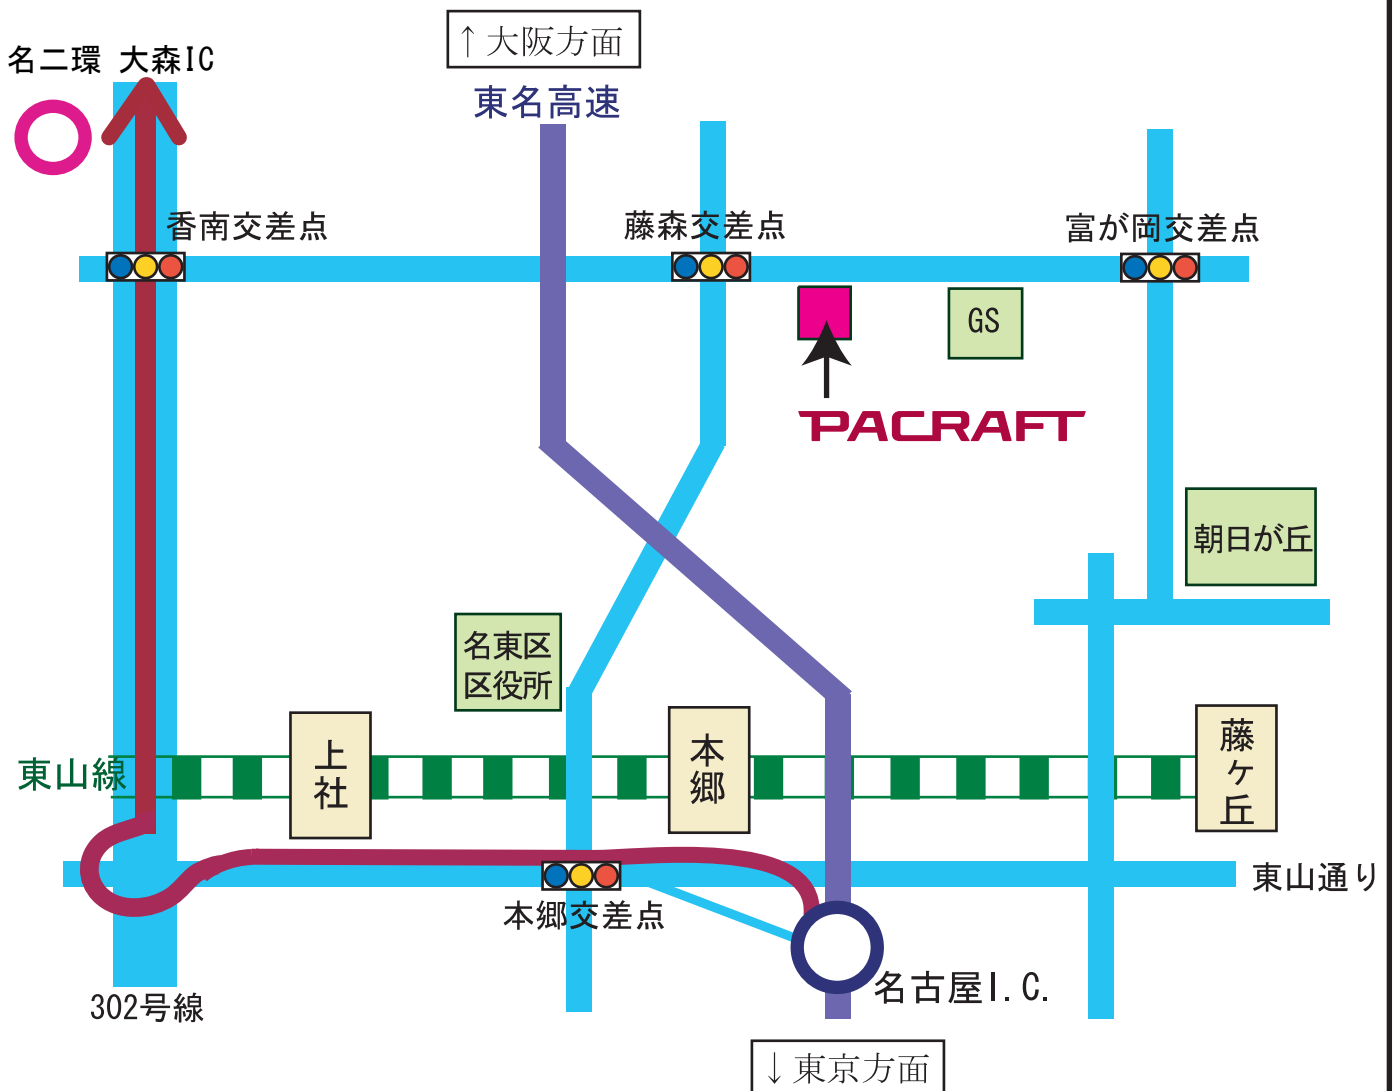 ↑大阪方面
名二環 大森IC
東名高速
香南交差点
藤森交差点
富が岡交差点
GS
PACRAFT
朝日が丘
名東区
区役所
上社
本郷
藤ヶ丘
東山線
東山通り
本郷交差点
名古屋I.C.
302号線
↓東京方面